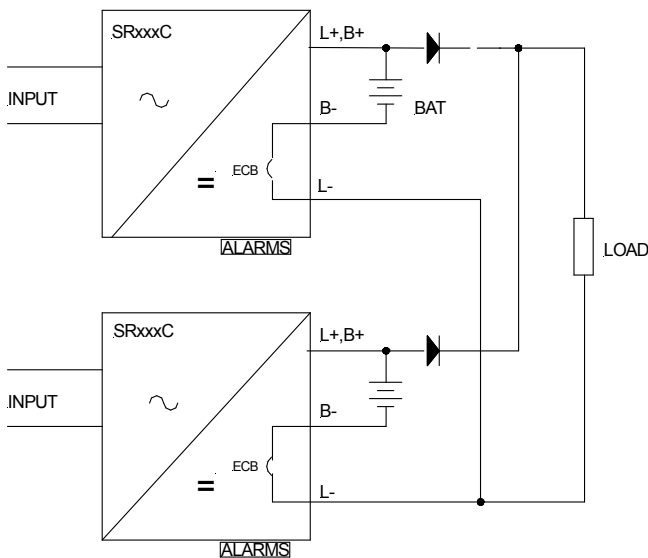 SRxxxC
L+,B+
INPUT
B-
BAT
ECB
L-
ALARMS
LOAD
SRxxxC
L+,B+
INPUT
B-
ECB
L-
ALARMS